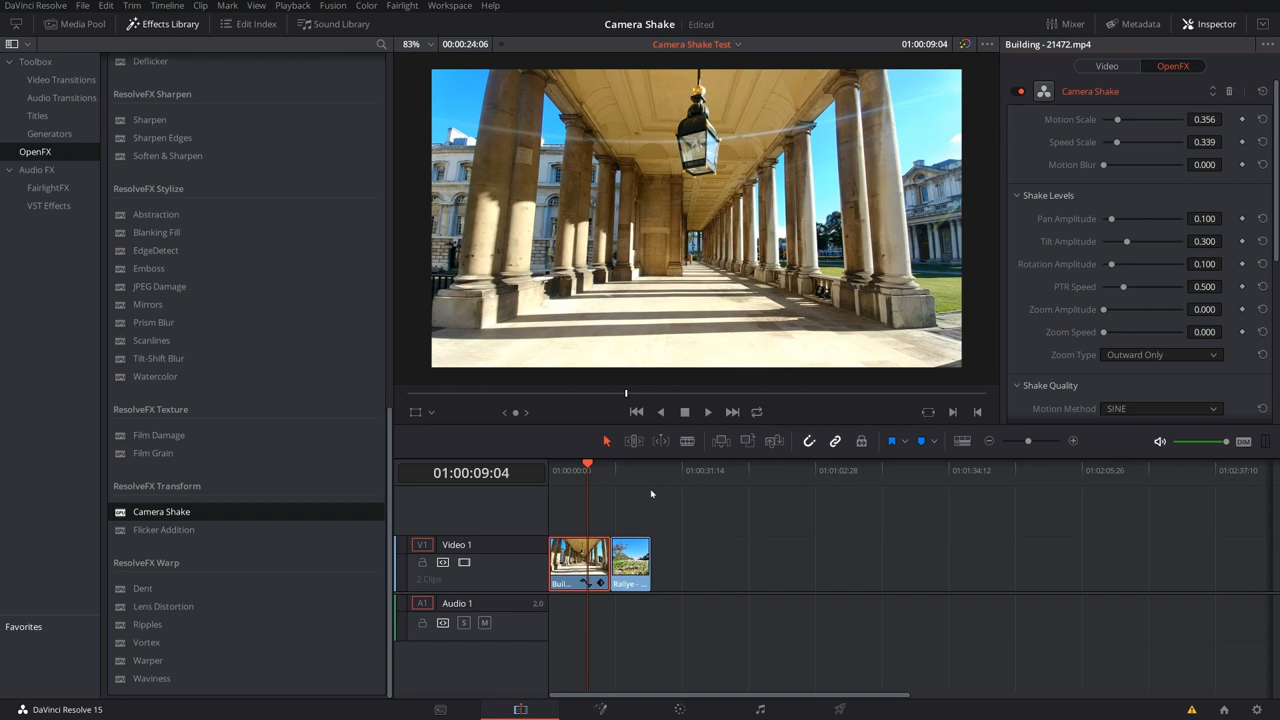 DaVinci Resolve File Edit Trim Timeline Clip Mark View Playback Fusion Color Fairlight Workspace Help
Media Pool Effects Library Edit Index Sound Library Camera Shake Edited Mixer Metadata Inspector
83% 00:00:24:06 Camera Shake Test 01:00:09:04 Building - 21472.mp4
Toolbox
Video Transitions
Audio Transitions
Titles
Generators
OpenFX
Audio FX
FairlightFX
VST Effects
Favorites
Deflicker
ResolveFX Sharpen
Sharpen
Sharpen Edges
Soften & Sharpen
ResolveFX Stylize
Abstraction
Blanking Fill
EdgeDetect
Emboss
JPEG Damage
Mirrors
Prism Blur
Scanlines
Tilt-Shift Blur
Watercolor
ResolveFX Texture
Film Damage
Film Grain
ResolveFX Transform
Camera Shake
Flicker Addition
ResolveFX Warp
Dent
Lens Distortion
Ripples
Vortex
Warper
Waviness
Video OpenFX
Camera Shake
Motion Scale 0.356
Speed Scale 0.339
Motion Blur 0.000
Shake Levels
Pan Amplitude 0.100
Tilt Amplitude 0.300
Rotation Amplitude 0.100
PTR Speed 0.500
Zoom Amplitude 0.000
Zoom Speed 0.000
Zoom Type Outward Only
Shake Quality
Motion Method SINE
DIM
01:00:09:04 01:00:31:14 01:01:02:28 01:01:34:12 01:02:05:26 01:02:37:10
V1 Video 1
2 Clips
Buil... Rallye - ...
A1 Audio 1 2.0
S M
DaVinci Resolve 15